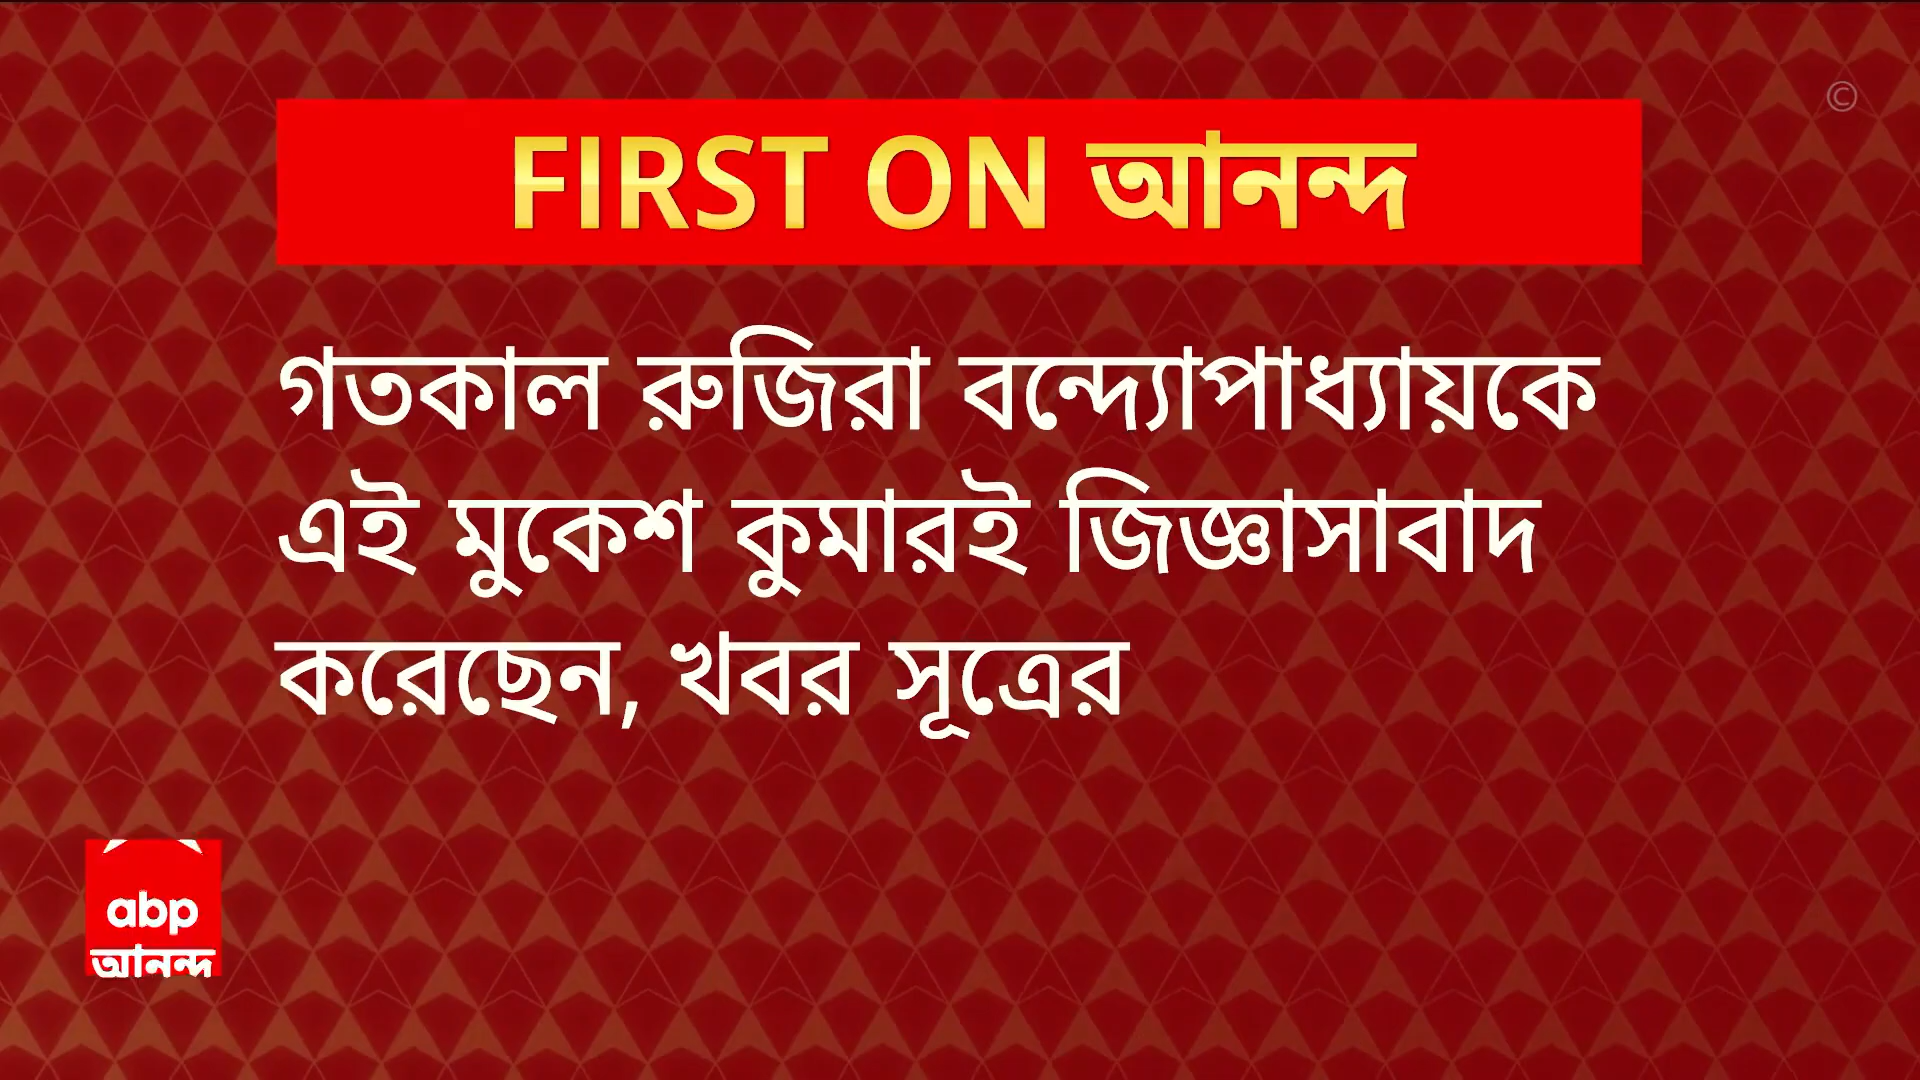 ©
FIRST ON আনন্দ
গতকাল রুজিরা বন্দ্যোপাধ্যায়কে
এই মুকেশ কুমারই জিজ্ঞাসাবাদ
করেছেন, খবর সূত্রের
abp
আনন্দ